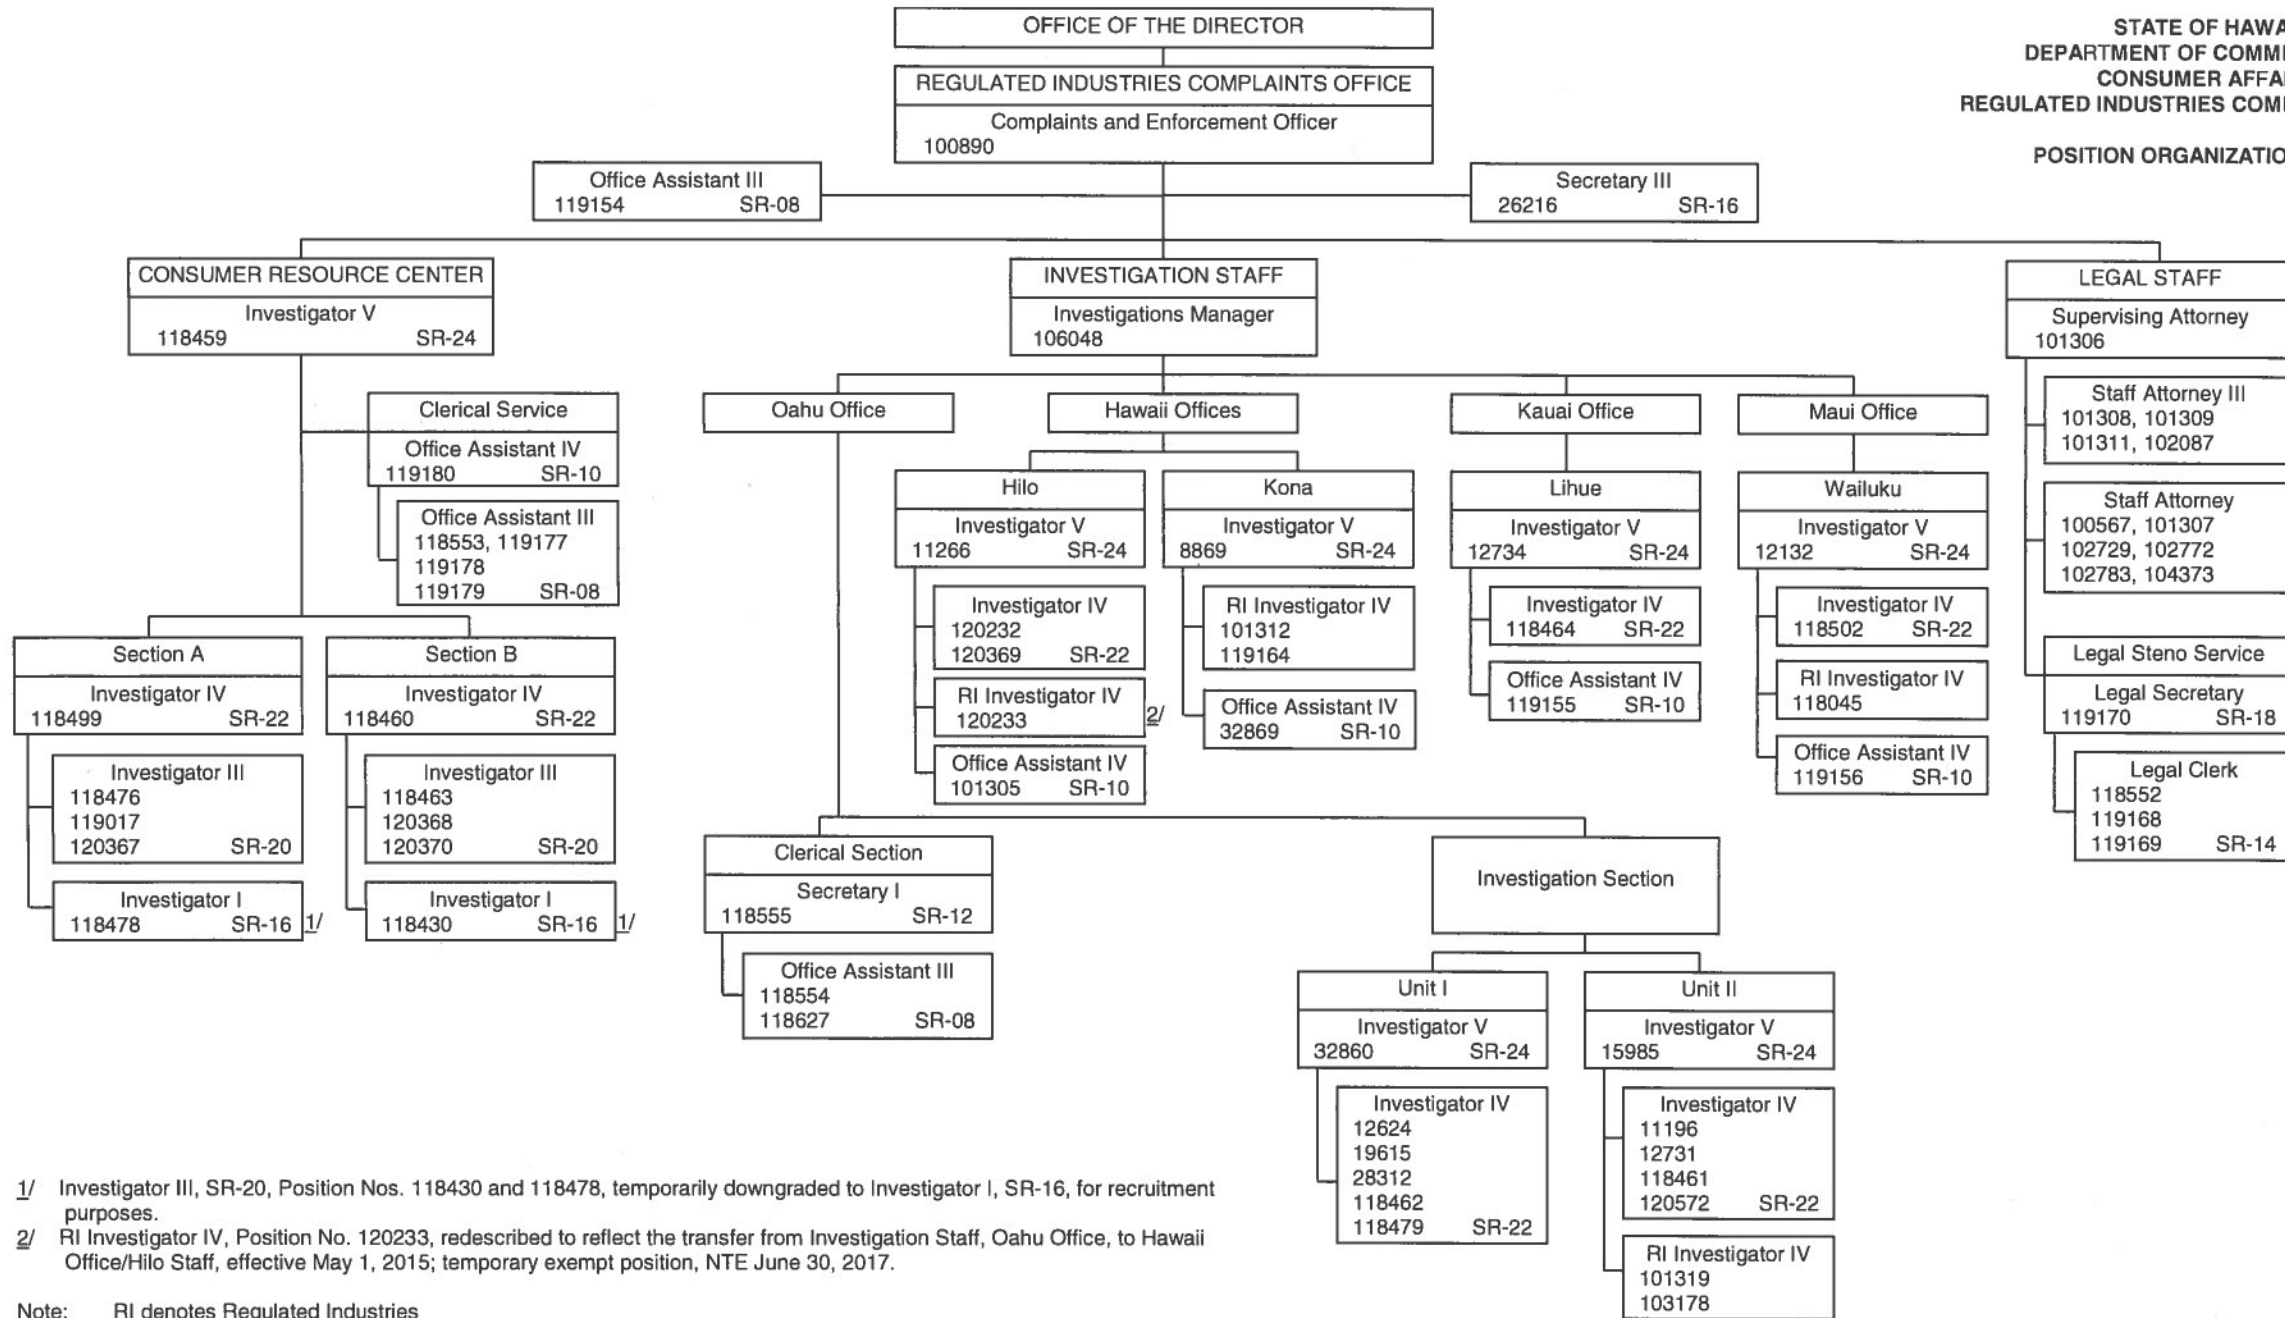 OFFICE OF THE DIRECTOR
STATE OF HAWA
DEPARTMENT OF COMM
CONSUMER AFFA
REGULATED INDUSTRIES COM
POSITION ORGANIZATIO
REGULATED INDUSTRIES COMPLAINTS OFFICE
Complaints and Enforcement Officer
100890
Office Assistant III
119154 SR-08
Secretary III
26216 SR-16
CONSUMER RESOURCE CENTER
Investigator V
118459 SR-24
Clerical Service
Office Assistant IV
119180 SR-10
Office Assistant III
118553, 119177
119178
119179 SR-08
Section A
Investigator IV
118499 SR-22
Investigator III
118476
119017
120367 SR-20
Investigator I
118478 SR-16 1/
Section B
Investigator IV
118460 SR-22
Investigator III
118463
120368
120370 SR-20
Investigator I
118430 SR-16 1/
INVESTIGATION STAFF
Investigations Manager
106048
Oahu Office
Hawaii Offices
Kauai Office
Maui Office
Hilo
Investigator V
11266 SR-24
Investigator IV
120232
120369 SR-22
RI Investigator IV
120233 2/
Office Assistant IV
101305 SR-10
Kona
Investigator V
8869 SR-24
RI Investigator IV
101312
119164
Office Assistant IV
32869 SR-10
Lihue
Investigator V
12734 SR-24
Investigator IV
118464 SR-22
Office Assistant IV
119155 SR-10
Wailuku
Investigator V
12132 SR-24
Investigator IV
118502 SR-22
RI Investigator IV
118045
Office Assistant IV
119156 SR-10
LEGAL STAFF
Supervising Attorney
101306
Staff Attorney III
101308, 101309
101311, 102087
Staff Attorney
100567, 101307
102729, 102772
102783, 104373
Legal Steno Service
Legal Secretary
119170 SR-18
Legal Clerk
118552
119168
119169 SR-14
Clerical Section
Secretary I
118555 SR-12
Office Assistant III
118554
118627 SR-08
Investigation Section
Unit I
Investigator V
32860 SR-24
Investigator IV
12624
19615
28312
118462
118479 SR-22
Unit II
Investigator V
15985 SR-24
Investigator IV
11196
12731
118461
120572 SR-22
RI Investigator IV
101319
103178
1/ Investigator III, SR-20, Position Nos. 118430 and 118478, temporarily downgraded to Investigator I, SR-16, for recruitment
purposes.
2/ RI Investigator IV, Position No. 120233, redescribed to reflect the transfer from Investigation Staff, Oahu Office, to Hawaii
Office/Hilo Staff, effective May 1, 2015; temporary exempt position, NTE June 30, 2017.
Note: RI denotes Regulated Industries